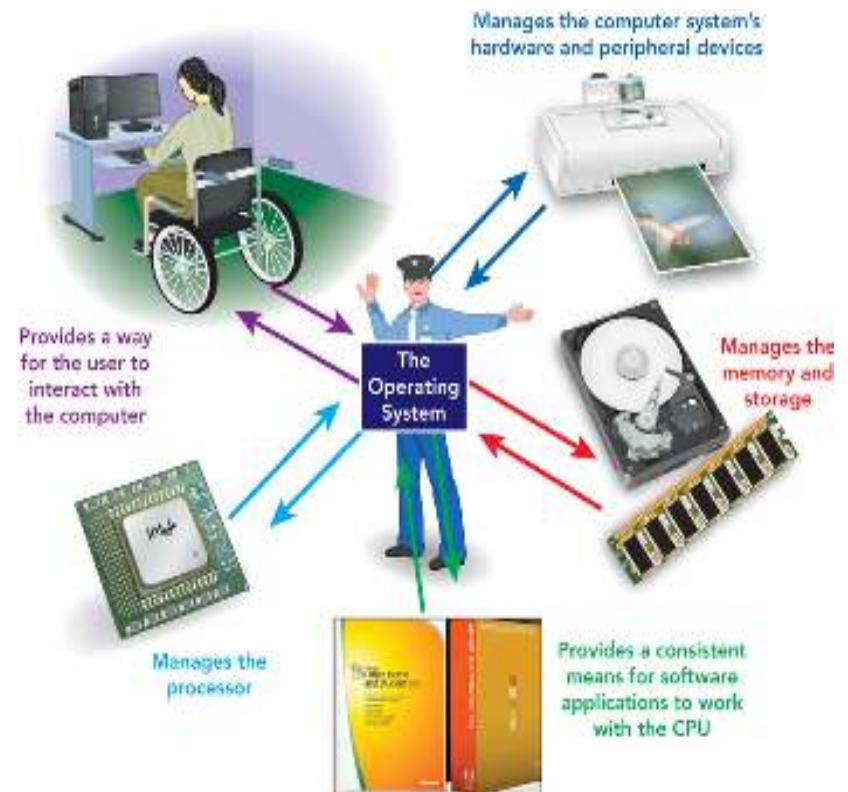 Manages the computer system's
hardware and peripheral devices
Provides a way
for the user to
interact with
the computer
The
Operating
System
Manages the
memory and
storage
intel
Manages the
processor
Provides a consistent
means for software
applications to work
with the CPU